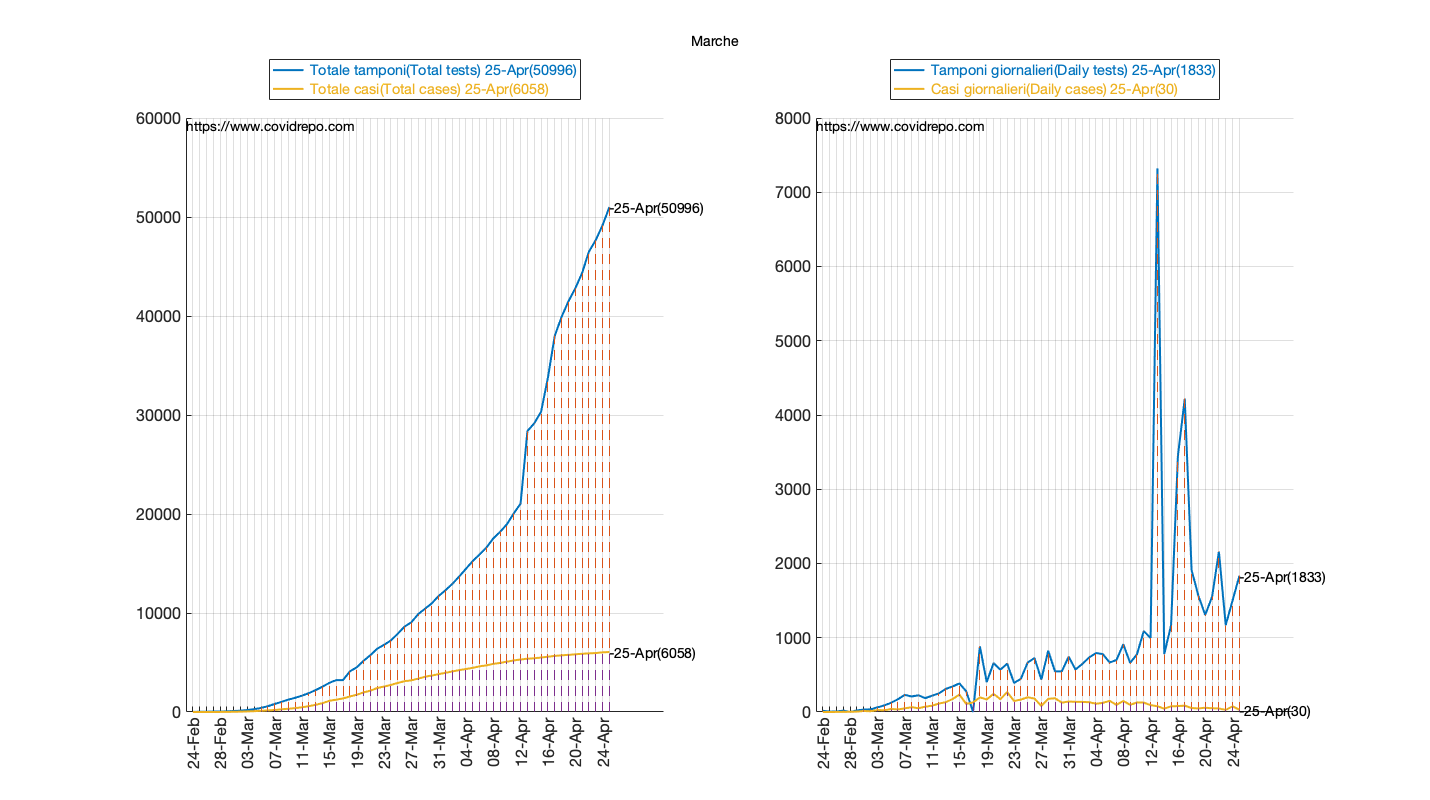 Marche
Totale tamponi(Total tests) 25-Apr(50996)
Totale casi(Total cases) 25-Apr(6058)
60000
50000
40000
30000
20000
10000
0
https://www.covidrepo.com
25-Apr(50996)
25-Apr(6058)
24-Feb
28-Feb
03-Mar
07-Mar
11-Mar
15-Mar
19-Mar
23-Mar
27-Mar
31-Mar
04-Apr
08-Apr
12-Apr
16-Apr
20-Apr
24-Apr
Tamponi giornalieri(Daily tests) 25-Apr(1833)
Casi giornalieri(Daily cases) 25-Apr(30)
8000
7000
6000
5000
4000
3000
2000
1000
0
https://www.covidrepo.com
25-Apr(1833)
25-Apr(30)
24-Feb
28-Feb
03-Mar
07-Mar
11-Mar
15-Mar
19-Mar
23-Mar
27-Mar
31-Mar
04-Apr
08-Apr
12-Apr
16-Apr
20-Apr
24-Apr